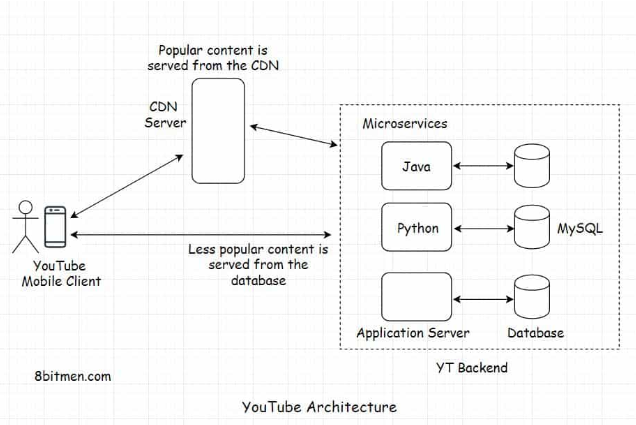 Popular content is
served from the CDN
CDN
Server
Microservices
Java
Python
MySQL
Less popular content is
served from the
database
YouTube
Mobile Client
Application Server
Database
YT Backend
8bitmen.com
YouTube Architecture